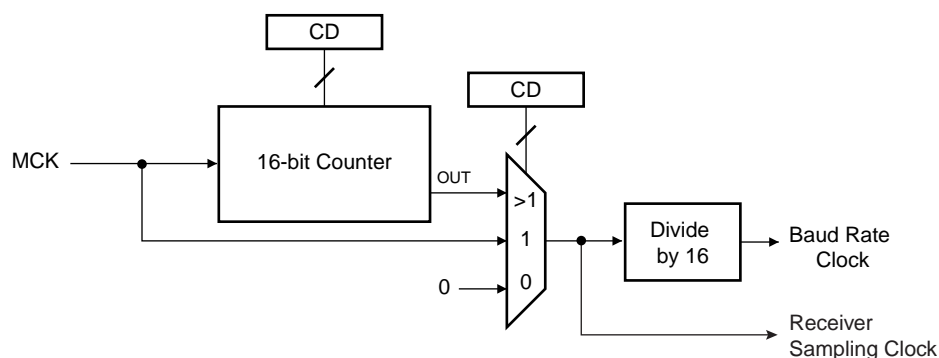 CD
CD
MCK
16-bit Counter
OUT
>1
1
0
0
Divide
by 16
Baud Rate
Clock
Receiver
Sampling Clock